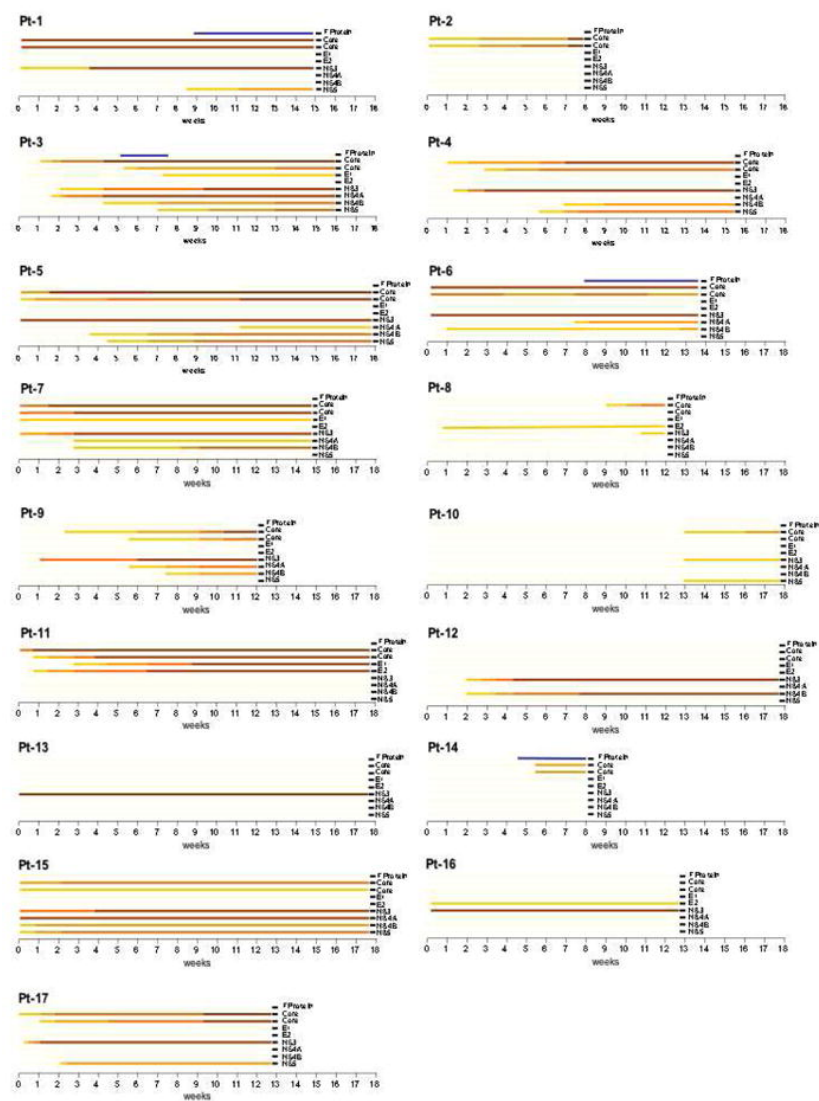 Pt-1
F Protein
Core
Core
E1
E2
NS3
NS4A
NS4B
NS5
0 1 2 3 4 5 6 7 8 9 10 11 12 13 14 15 16 17 18
weeks
Pt-2
F Protein
Core
Core
E1
E2
NS3
NS4A
NS4B
NS5
0 1 2 3 4 5 6 7 8 9 10 11 12 13 14 15 16 17 18
weeks
Pt-3
F Protein
Core
Core
E1
E2
NS3
NS4A
NS4B
NS5
0 1 2 3 4 5 6 7 8 9 10 11 12 13 14 15 16 17 18
weeks
Pt-4
F Protein
Core
Core
E1
E2
NS3
NS4A
NS4B
NS5
0 1 2 3 4 5 6 7 8 9 10 11 12 13 14 15 16 17 18
weeks
Pt-5
F Protein
Core
Core
E1
E2
NS3
NS4A
NS4B
NS5
0 1 2 3 4 5 6 7 8 9 10 11 12 13 14 15 16 17 18
weeks
Pt-6
F Protein
Core
Core
E1
E2
NS3
NS4A
NS4B
NS5
0 1 2 3 4 5 6 7 8 9 10 11 12 13 14 15 16 17 18
weeks
Pt-7
F Protein
Core
Core
E1
E2
NS3
NS4A
NS4B
NS5
0 1 2 3 4 5 6 7 8 9 10 11 12 13 14 15 16 17 18
weeks
Pt-8
F Protein
Core
Core
E1
E2
NS3
NS4A
NS4B
NS5
0 1 2 3 4 5 6 7 8 9 10 11 12 13 14 15 16 17 18
weeks
Pt-9
F Protein
Core
Core
E1
E2
NS3
NS4A
NS4B
NS5
0 1 2 3 4 5 6 7 8 9 10 11 12 13 14 15 16 17 18
weeks
Pt-10
F Protein
Core
Core
E1
E2
NS3
NS4A
NS4B
NS5
0 1 2 3 4 5 6 7 8 9 10 11 12 13 14 15 16 17 18
weeks
Pt-11
F Protein
Core
Core
E1
E2
NS3
NS4A
NS4B
NS5
0 1 2 3 4 5 6 7 8 9 10 11 12 13 14 15 16 17 18
weeks
Pt-12
F Protein
Core
Core
E1
E2
NS3
NS4A
NS4B
NS5
0 1 2 3 4 5 6 7 8 9 10 11 12 13 14 15 16 17 18
weeks
Pt-13
F Protein
Core
Core
E1
E2
NS3
NS4A
NS4B
NS5
0 1 2 3 4 5 6 7 8 9 10 11 12 13 14 15 16 17 18
weeks
Pt-14
F Protein
Core
Core
E1
E2
NS3
NS4A
NS4B
NS5
0 1 2 3 4 5 6 7 8 9 10 11 12 13 14 15 16 17 18
weeks
Pt-15
F Protein
Core
Core
E1
E2
NS3
NS4A
NS4B
NS5
0 1 2 3 4 5 6 7 8 9 10 11 12 13 14 15 16 17 18
weeks
Pt-16
F Protein
Core
Core
E1
E2
NS3
NS4A
NS4B
NS5
0 1 2 3 4 5 6 7 8 9 10 11 12 13 14 15 16 17 18
weeks
Pt-17
F Protein
Core
Core
E1
E2
NS3
NS4A
NS4B
NS5
0 1 2 3 4 5 6 7 8 9 10 11 12 13 14 15 16 17 18
weeks